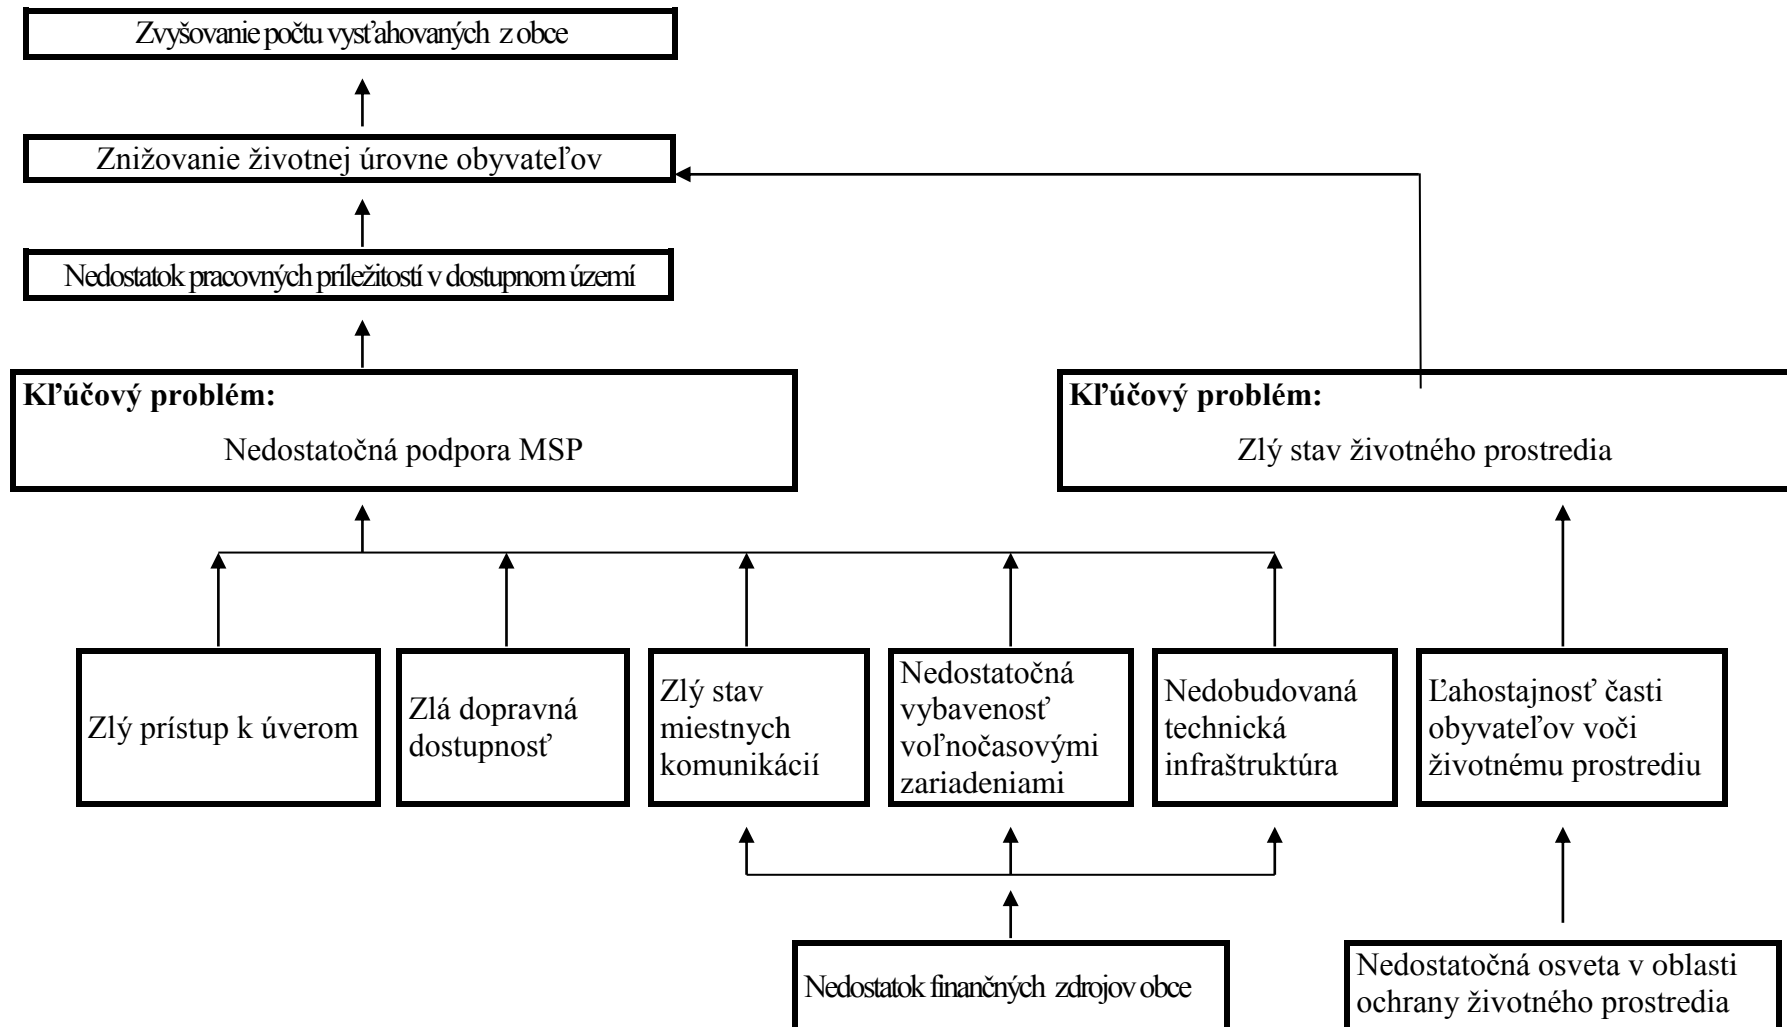 Zvyšovanie počtu vysťahovaných z obce
Znižovanie životnej úrovne obyvateľov
Nedostatok pracovných príležitostí v dostupnom území
Kľúčový problém:
Nedostatočná podpora MSP
Kľúčový problém:
Zlý stav životného prostredia
Zlý prístup k úverom
Zlá dopravná
dostupnosť
Zlý stav
miestnych
komunikácií
Nedostatočná
vybavenosť
voľnočasovými
zariadeniami
Nedobudovaná
technická
infraštruktúra
Ľahostajnosť časti
obyvateľov voči
životnému prostrediu
Nedostatok finančných zdrojov obce
Nedostatočná osveta v oblasti
ochrany životného prostredia